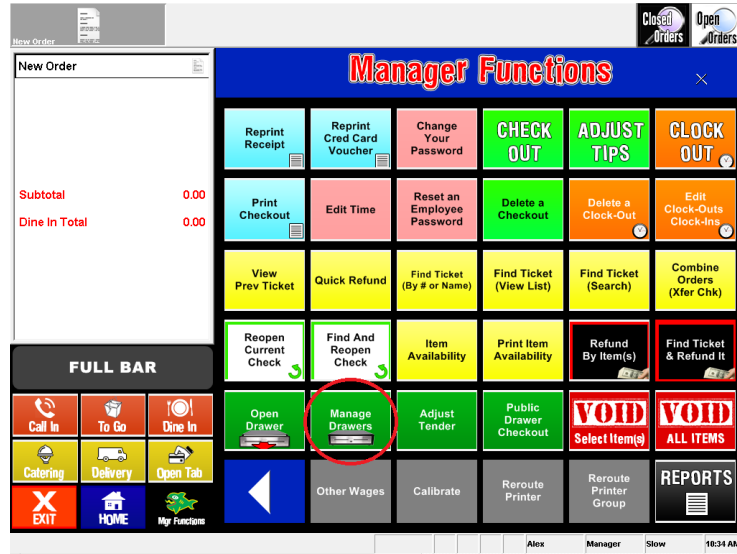 Closed
Orders
Open
Orders
New Order
New Order
Manager Functions
Subtotal 0.00
Dine In Total 0.00
Reprint
Receipt
Reprint
Cred Card
Voucher
Change
Your
Password
CHECK
OUT
ADJUST
TIPS
CLOCK
OUT
Print
Checkout
Edit Time
Reset an
Employee
Password
Delete a
Checkout
Delete a
Clock-Out
Edit
Clock-Outs
Clock-Ins
View
Prev Ticket
Quick Refund
Find Ticket
(By # or Name)
Find Ticket
(View List)
Find Ticket
(Search)
Combine
Orders
(Xfer Chk)
Reopen
Current
Check
Find And
Reopen
Check
Item
Availability
Print Item
Availability
Refund
By Item(s)
Find Ticket
& Refund It
FULL BAR
Open
Drawer
Manage
Drawers
Adjust
Tender
Public
Drawer
Checkout
VOID
Select Item(s)
VOID
ALL ITEMS
Call In
To Go
Dine In
Catering
Delivery
Open Tab
Other Wages
Calibrate
Reroute
Printer
Reroute
Printer
Group
REPORTS
X
EXIT
HOME
Mgr Functions
Alex Manager Slow 10:34 AM